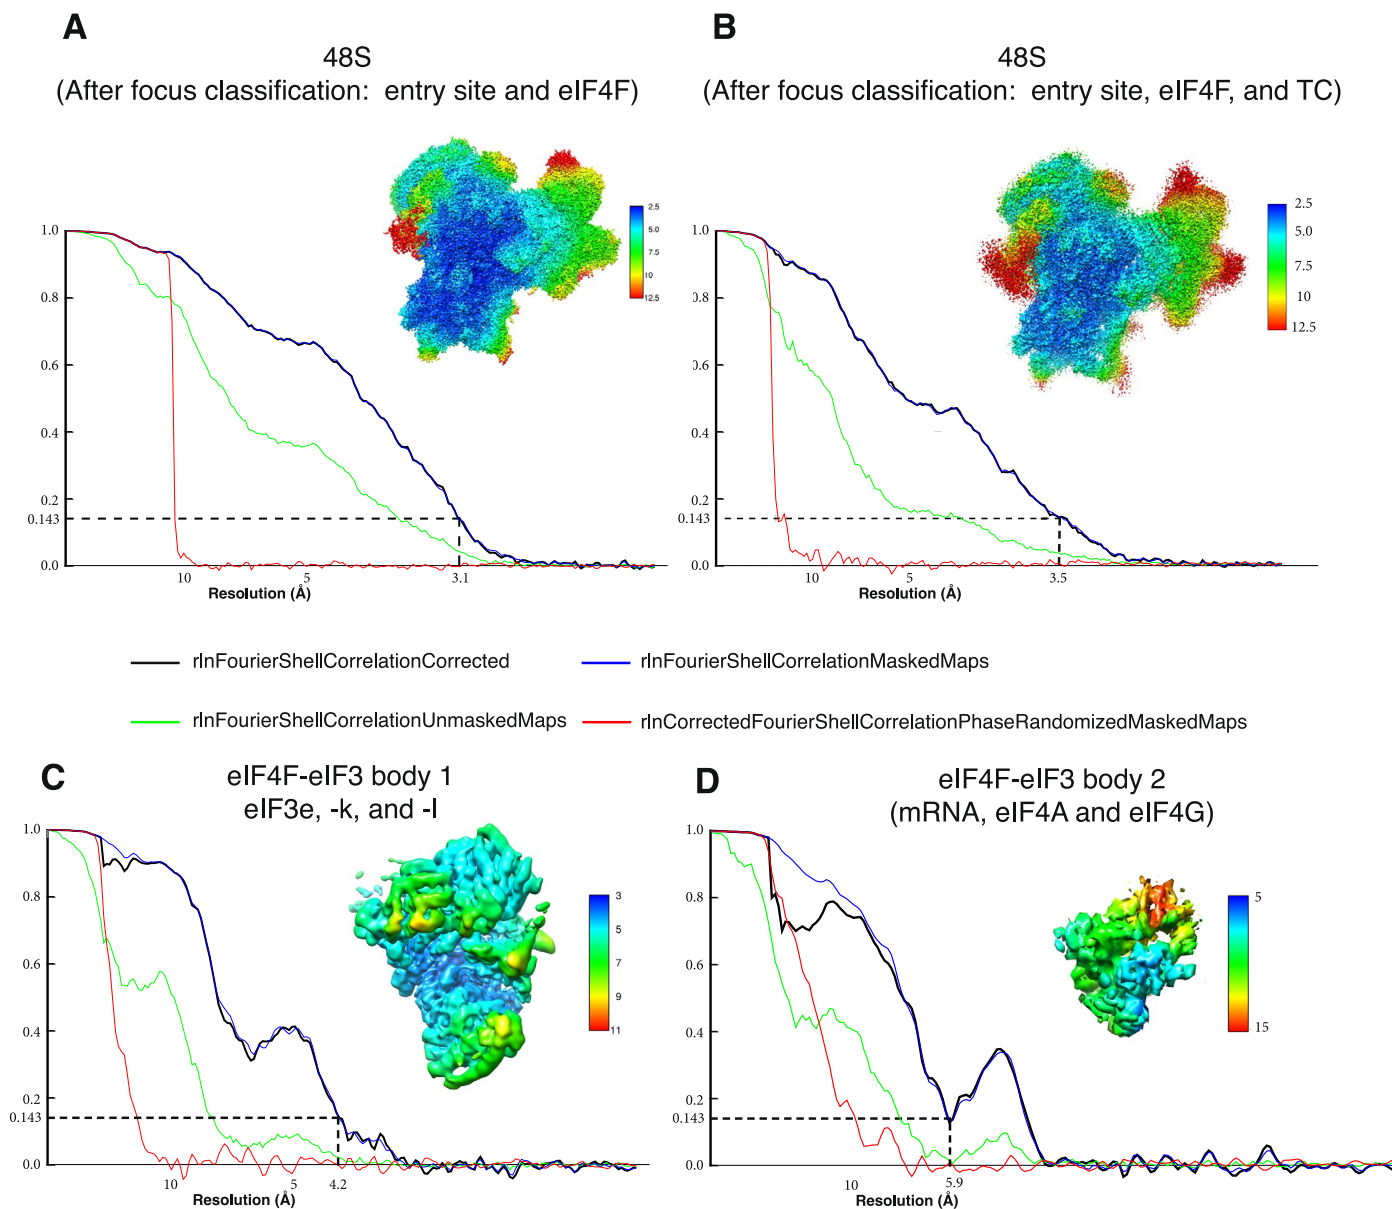 A
48S
(After focus classification: entry site and eIF4F)
2.5
5.0
7.5
10
12.5
1.0
0.8
0.6
0.4
0.2
0.143
0.0
10
5
3.1
Resolution (Å)
B
48S
(After focus classification: entry site, eIF4F, and TC)
2.5
5.0
7.5
10
12.5
1.0
0.8
0.6
0.4
0.2
0.143
0.0
10
5
3.5
Resolution (Å)
rlnFourierShellCorrelationCorrected
rlnFourierShellCorrelationMaskedMaps
rlnFourierShellCorrelationUnmaskedMaps
rlnCorrectedFourierShellCorrelationPhaseRandomizedMaskedMaps
C
eIF4F-eIF3 body 1
eIF3e, -k, and -l
3
5
7
9
11
1.0
0.8
0.6
0.4
0.2
0.143
0.0
10
5
4.2
Resolution (Å)
D
eIF4F-eIF3 body 2
(mRNA, eIF4A and eIF4G)
5
15
1.0
0.8
0.6
0.4
0.2
0.143
0.0
10
5.9
Resolution (Å)